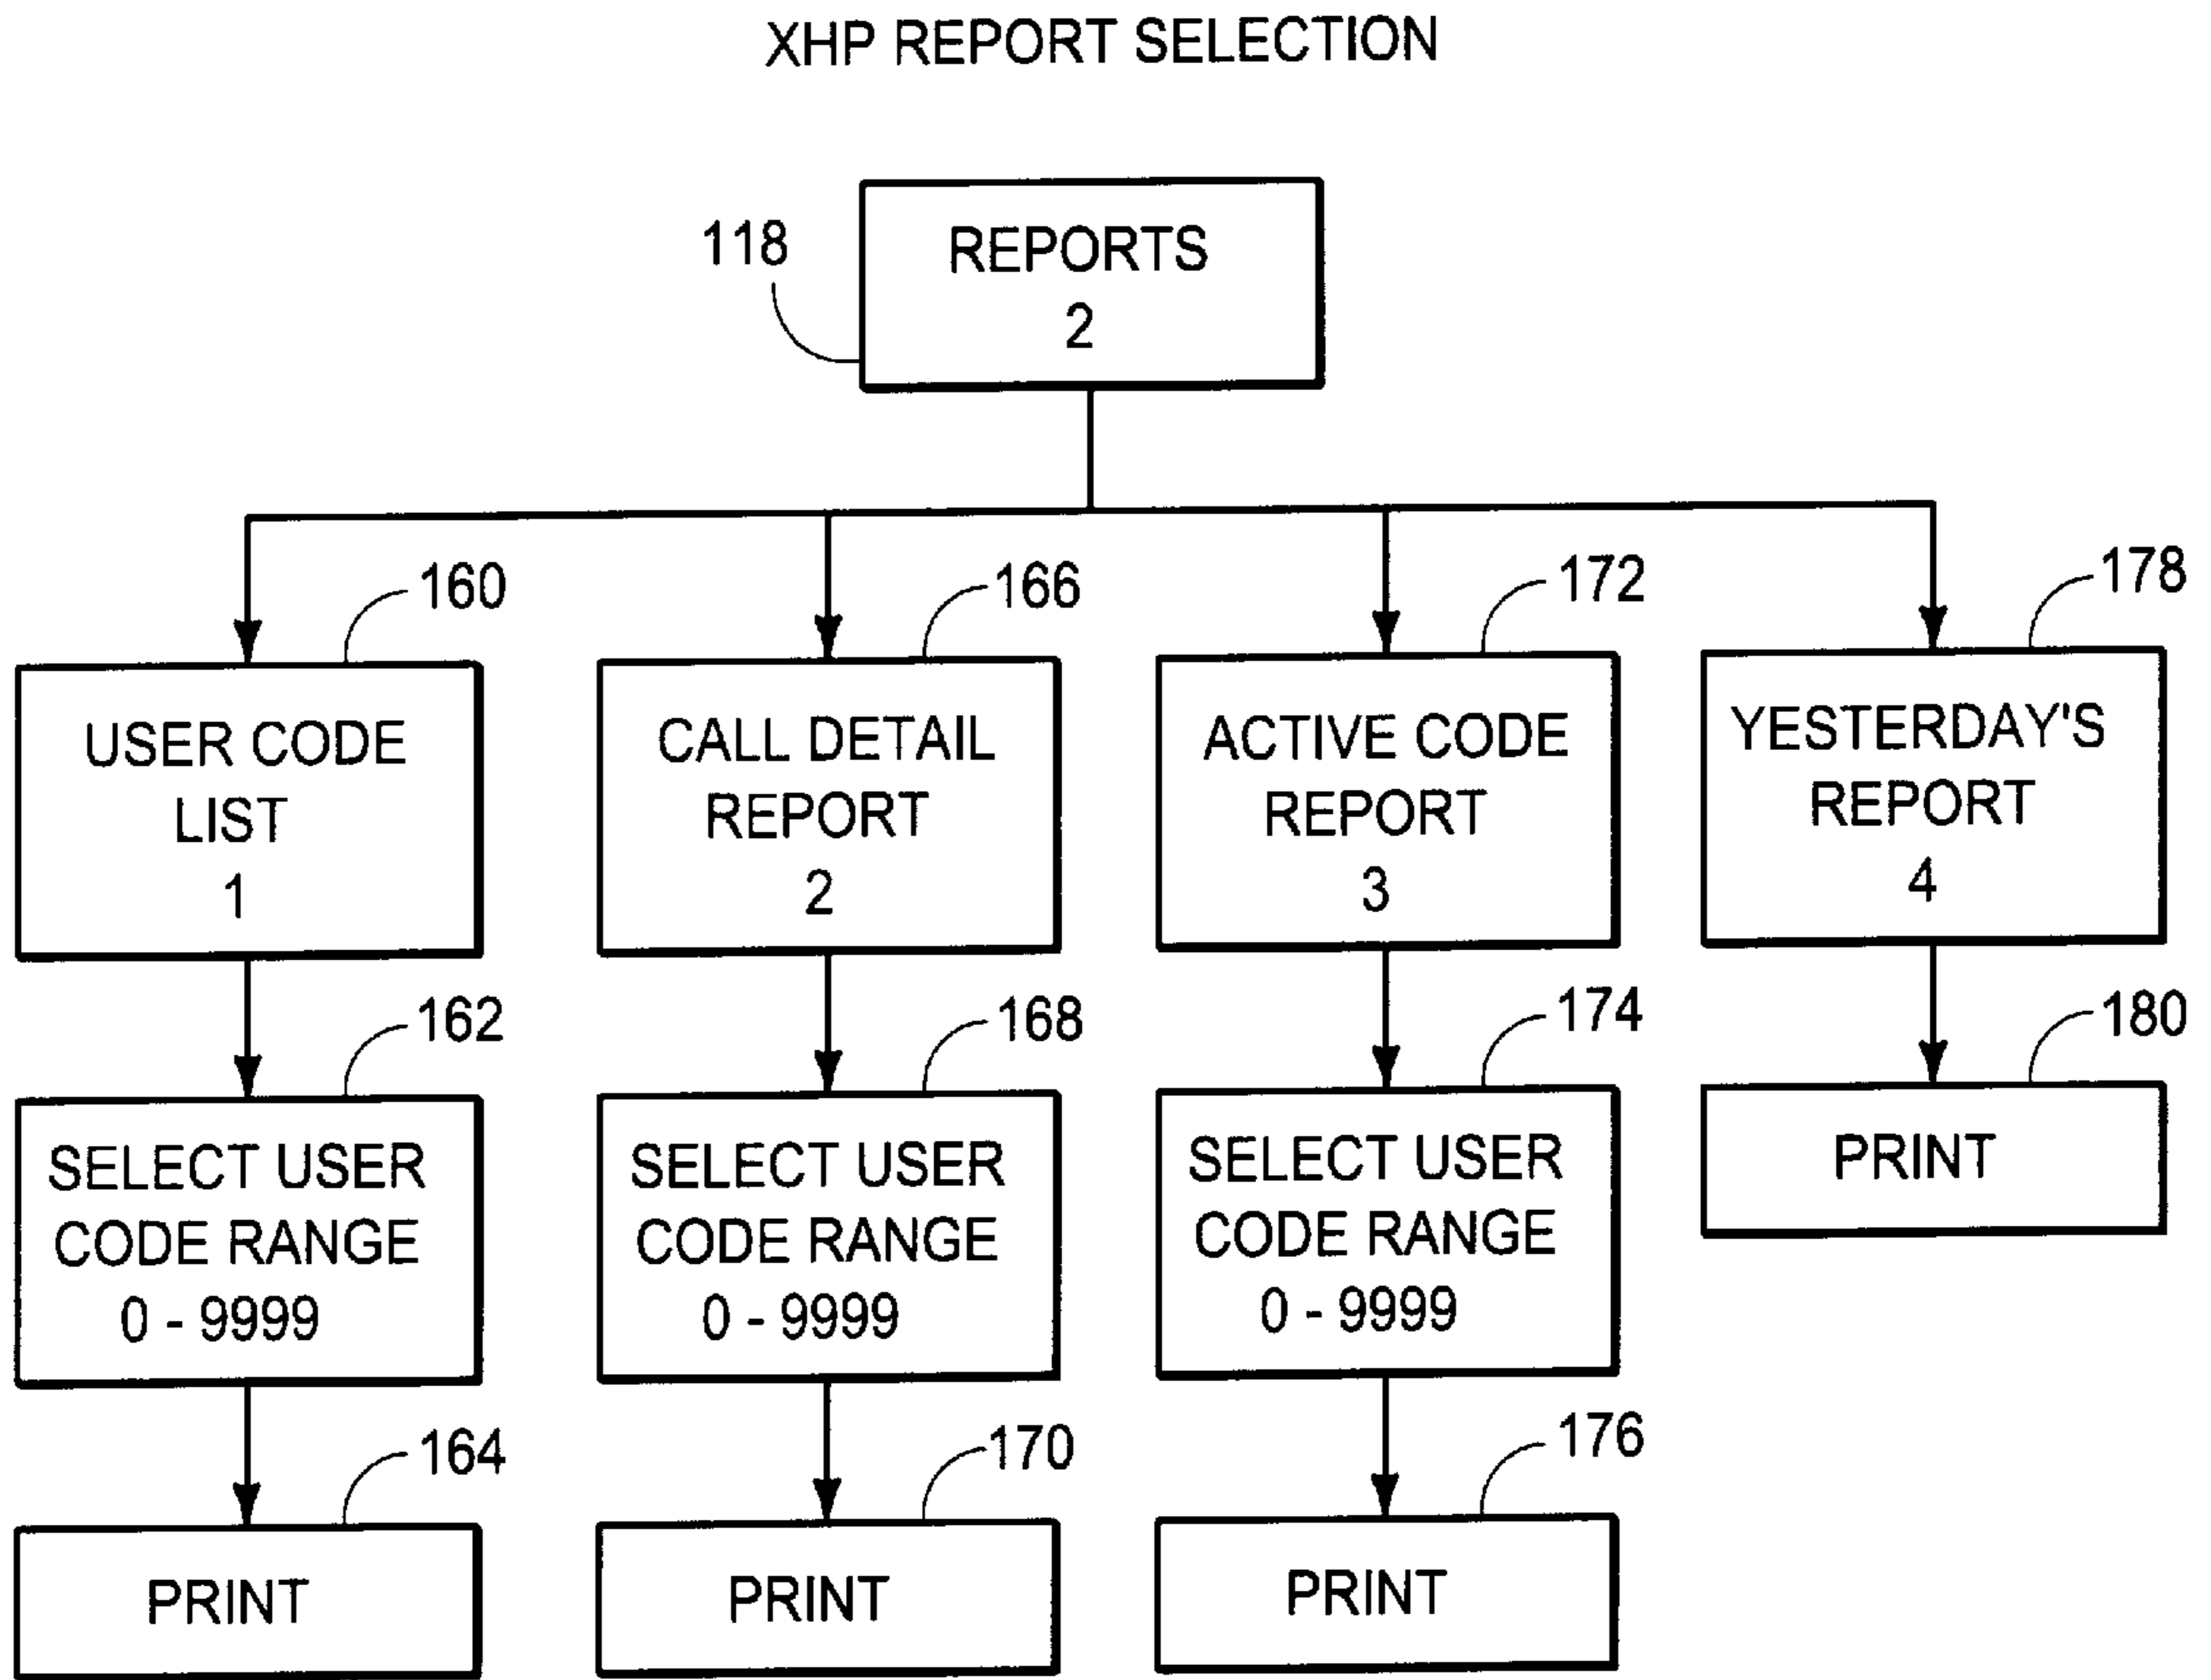 XHP REPORT SELECTION
118
REPORTS
2
160
166
172
178
USER CODE
LIST
1
CALL DETAIL
REPORT
2
ACTIVE CODE
REPORT
3
YESTERDAY'S
REPORT
4
162
168
174
180
SELECT USER
CODE RANGE
0 - 9999
SELECT USER
CODE RANGE
0 - 9999
SELECT USER
CODE RANGE
0 - 9999
PRINT
164
170
176
PRINT
PRINT
PRINT